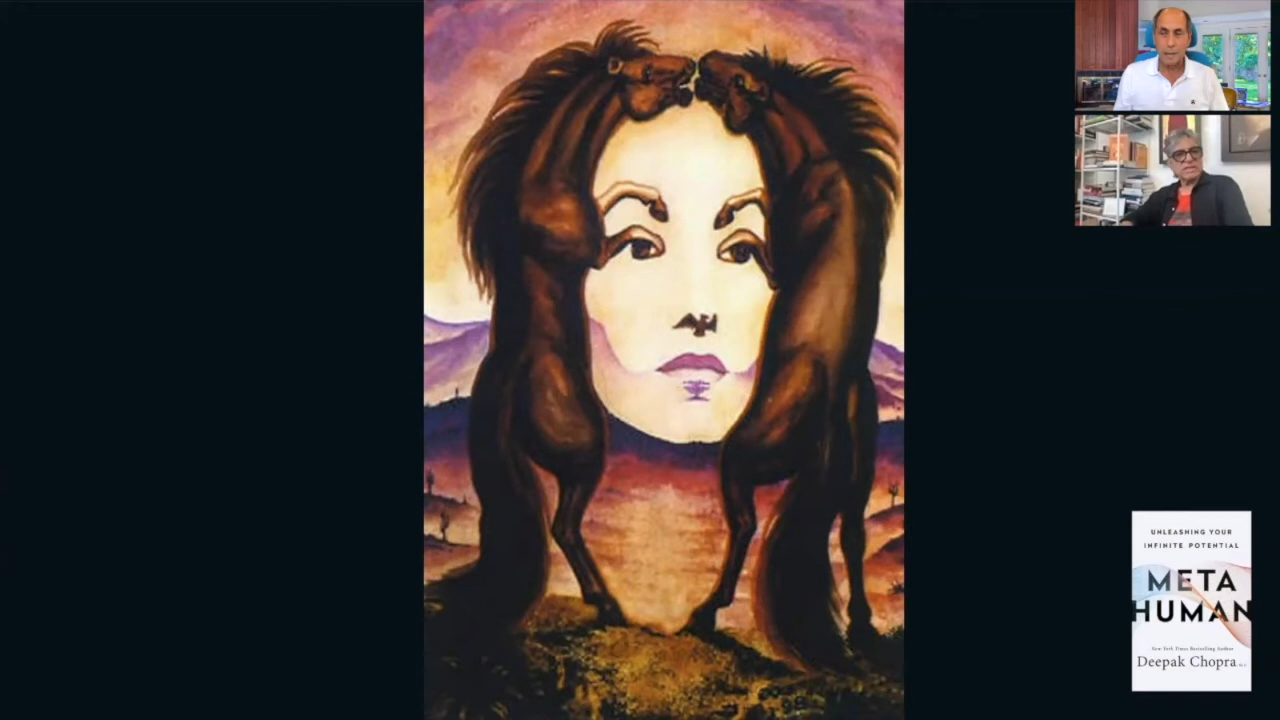 UNLEASHING YOUR
INFINITE POTENTIAL
META
HUMAN
New York Times Bestselling Author
Deepak Chopra